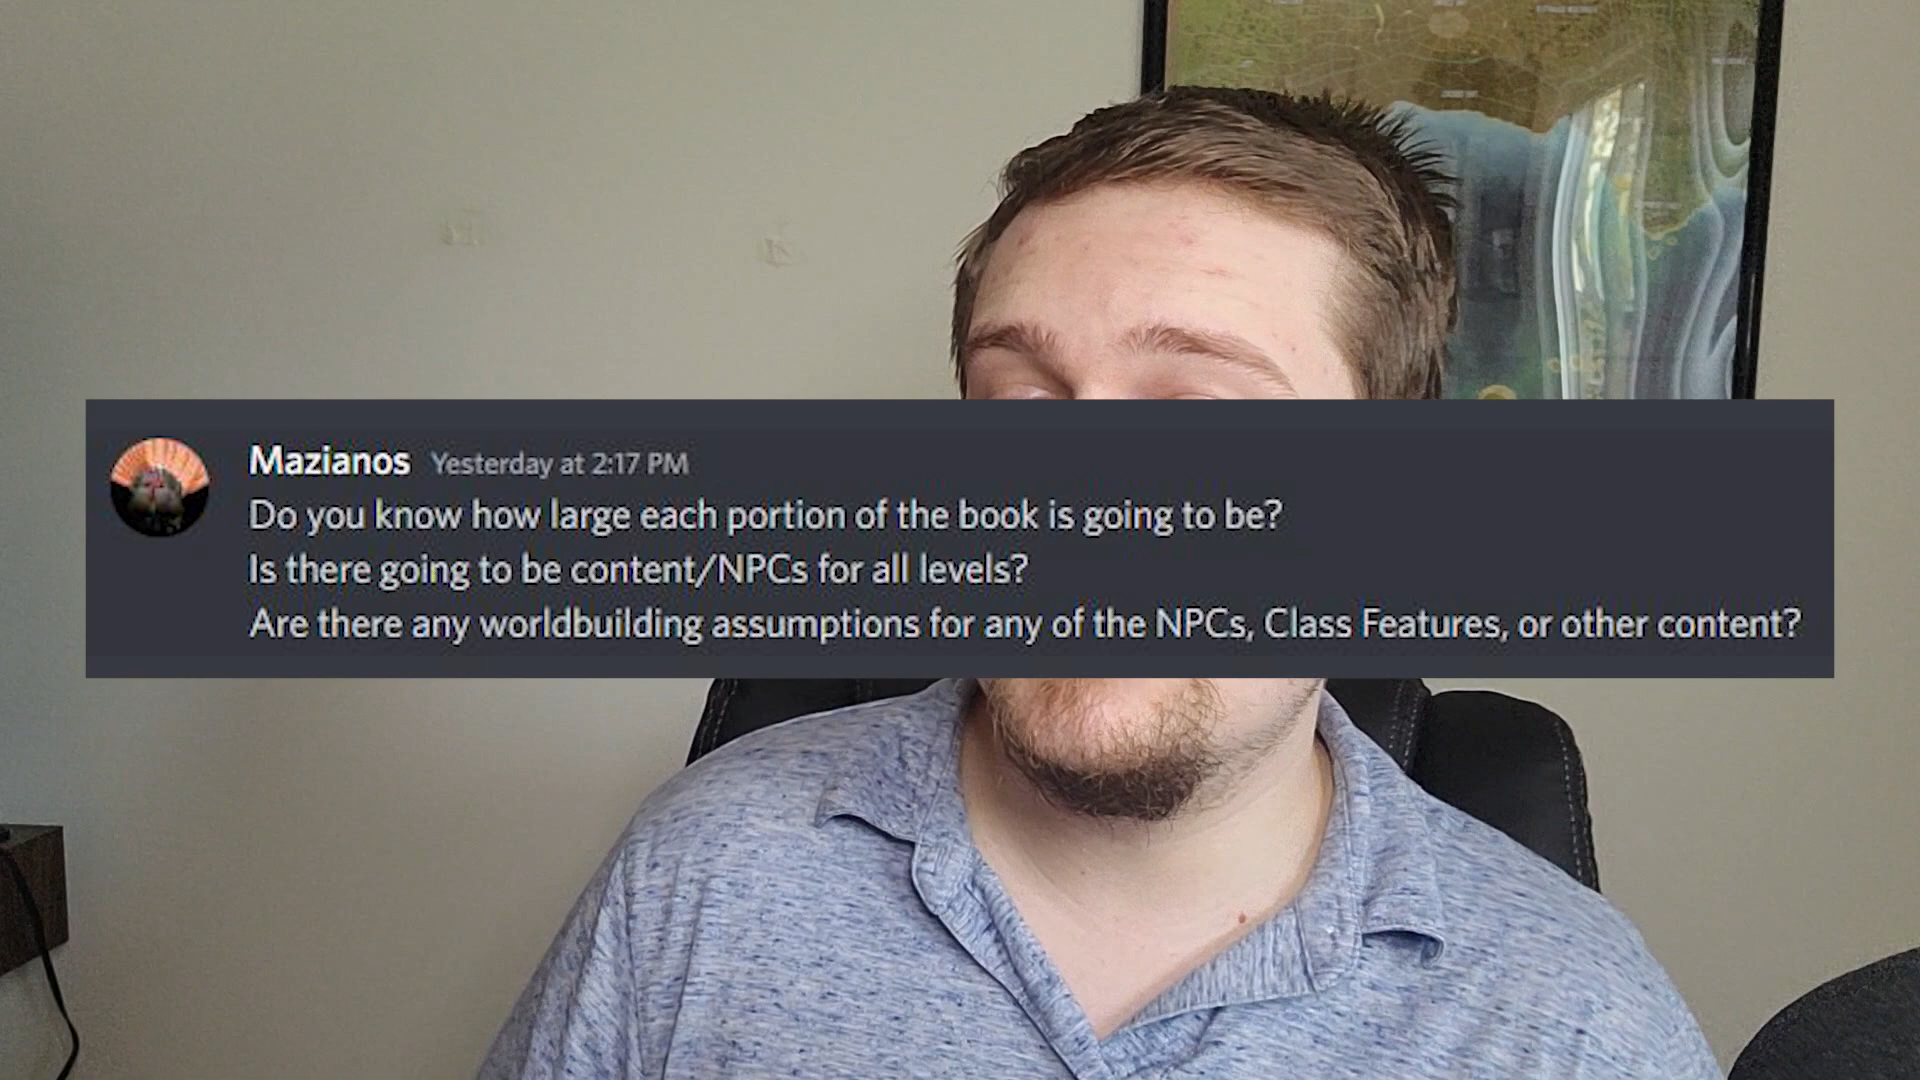 Mazianos Yesterday at 2:17 PM
Do you know how large each portion of the book is going to be?
Is there going to be content/NPCs for all levels?
Are there any worldbuilding assumptions for any of the NPCs, Class Features, or other content?